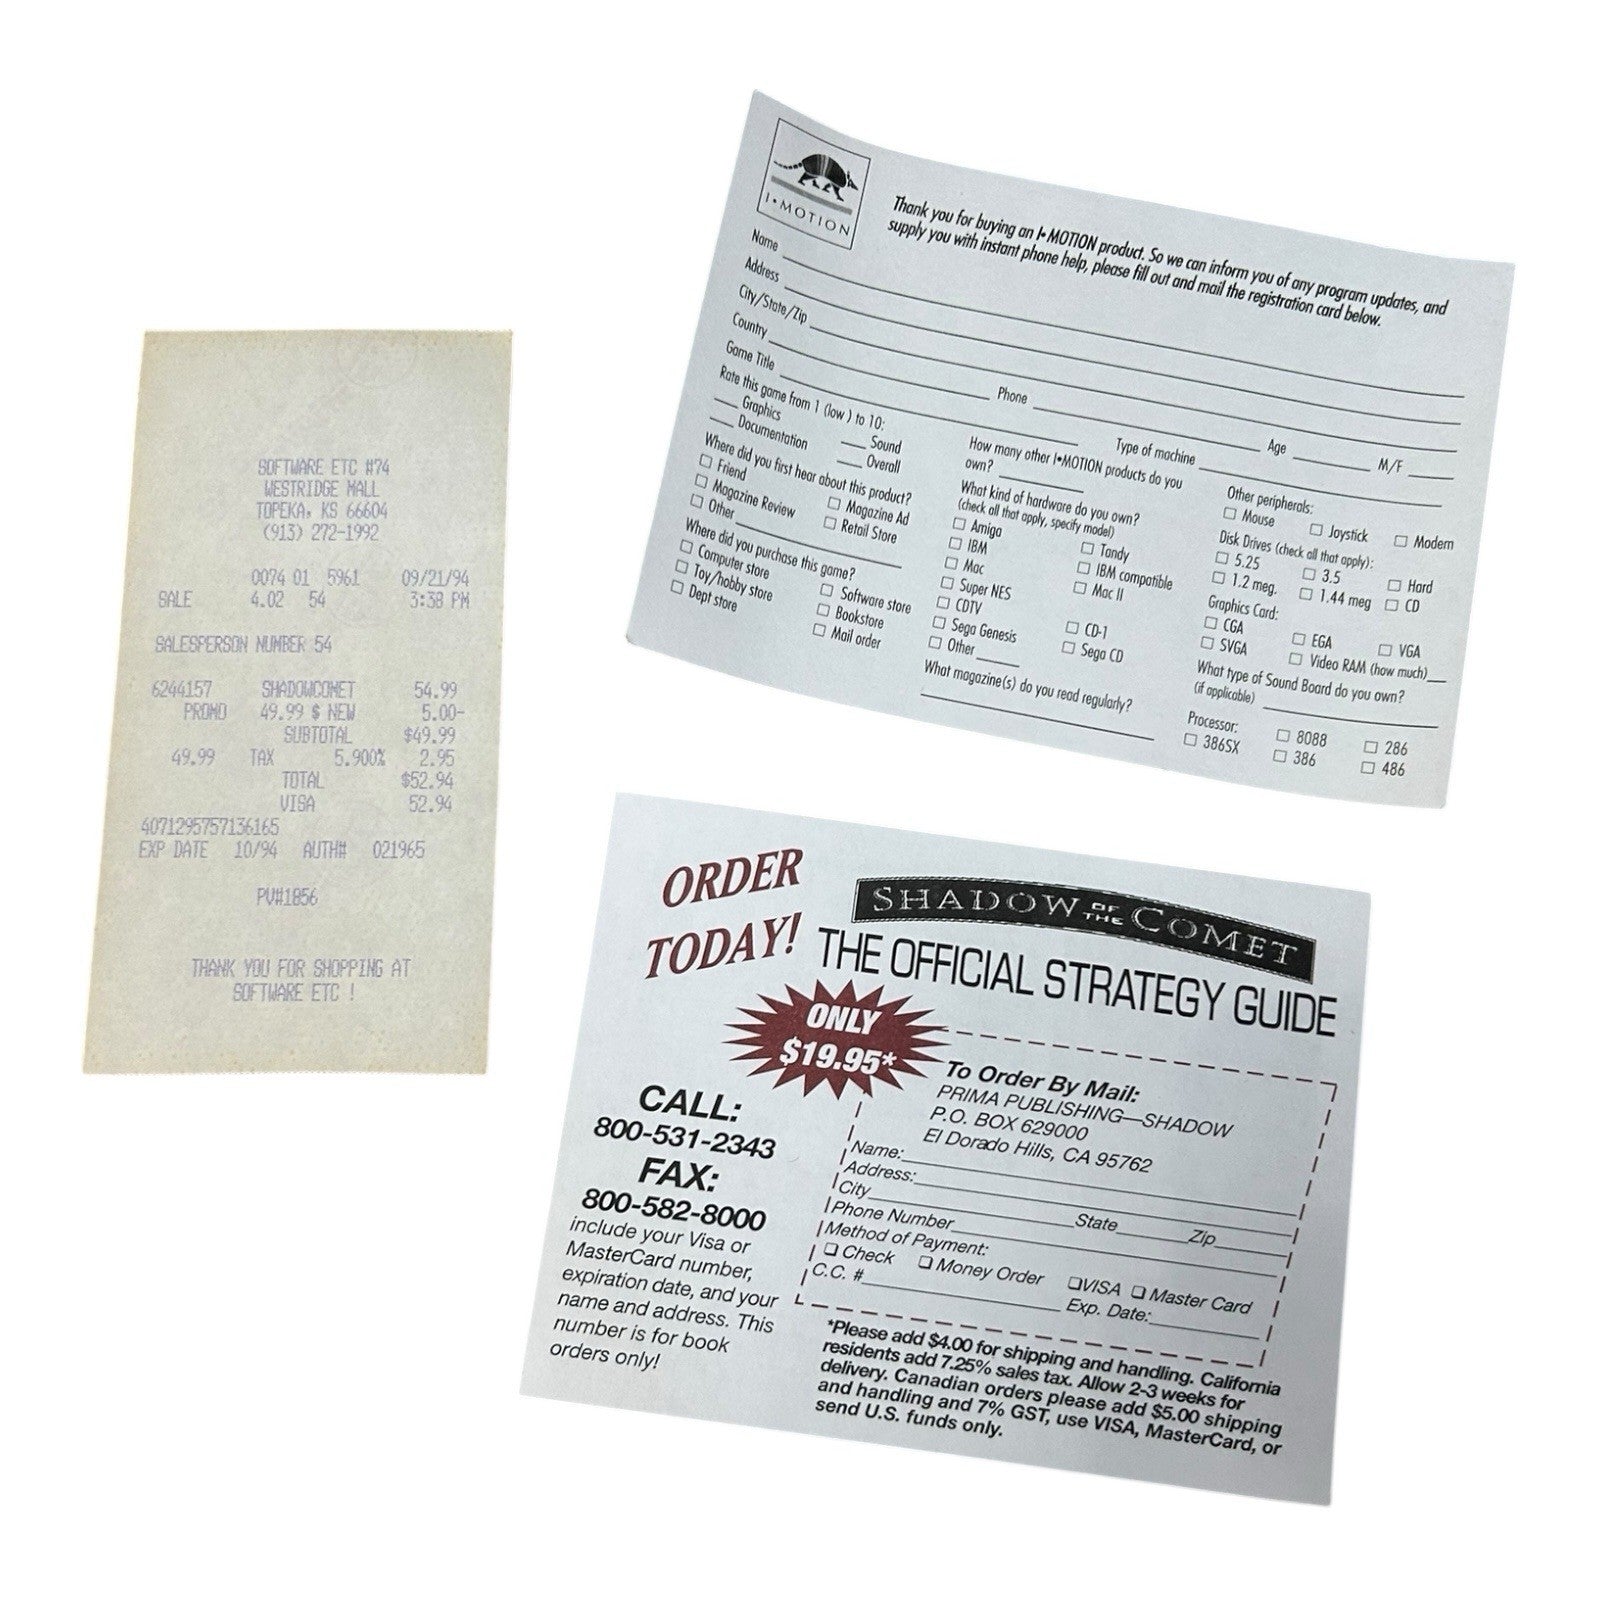 SOFTWARE ETC #74
WESTRIDGE MALL
TOPEKA, KS 66604
(913) 272-1992
0074 01 5961 09/21/94
SALE 4.02 54 3:38 PM
SALESPERSON NUMBER 54
6244157 SHADOWCOMET 54.99
PROMO 49.99 $ NEW 5.00-
SUBTOTAL $49.99
49.99 TAX 5.900% 2.95
TOTAL $52.94
VISA 52.94
4071295757136165
EXP DATE 10/94 AUTH# 021965
PV#1856
THANK YOU FOR SHOPPING AT
SOFTWARE ETC !
I•MOTION
Thank you for buying an I•MOTION product. So we can inform you of any program updates, and
supply you with instant phone help, please fill out and mail the registration card below.
Name
Address
City/State/Zip
Country Phone
Game Title Type of machine Age M/F
Rate this game from 1 (low ) to 10:
Graphics Sound
Documentation Overall
Where did you first hear about this product?
Friend Magazine Ad
Magazine Review Retail Store
Other
Where did you purchase this game?
Computer store Software store
Toy/hobby store Bookstore
Dept store Mail order
How many other I•MOTION products do you
own?
What kind of hardware do you own?
(check all that apply, specify model)
Amiga Tandy
IBM IBM compatible
Mac Mac II
Super NES
CDTV CD-1
Sega Genesis Sega CD
Other
What magazine(s) do you read regularly?
Other peripherals:
Mouse Joystick Modem
Disk Drives (check all that apply):
5.25 3.5 Hard
1.2 meg. 1.44 meg CD
Graphics Card:
CGA EGA VGA
SVGA Video RAM (how much)
What type of Sound Board do you own?
(if applicable)
Processor: 8088 286
386SX 386 486
ORDER
TODAY!
SHADOW OF THE COMET
THE OFFICIAL STRATEGY GUIDE
ONLY
$19.95*
CALL:
800-531-2343
FAX:
800-582-8000
include your Visa or
MasterCard number,
expiration date, and your
name and address. This
number is for book
orders only!
To Order By Mail:
PRIMA PUBLISHING—SHADOW
P.O. BOX 629000
El Dorado Hills, CA 95762
Name:
Address:
City State Zip
Phone Number
Method of Payment:
Check Money Order VISA Master Card
C.C. # Exp. Date:
*Please add $4.00 for shipping and handling. California
residents add 7.25% sales tax. Allow 2-3 weeks for
delivery. Canadian orders please add $5.00 shipping
and handling and 7% GST, use VISA, MasterCard, or
send U.S. funds only.